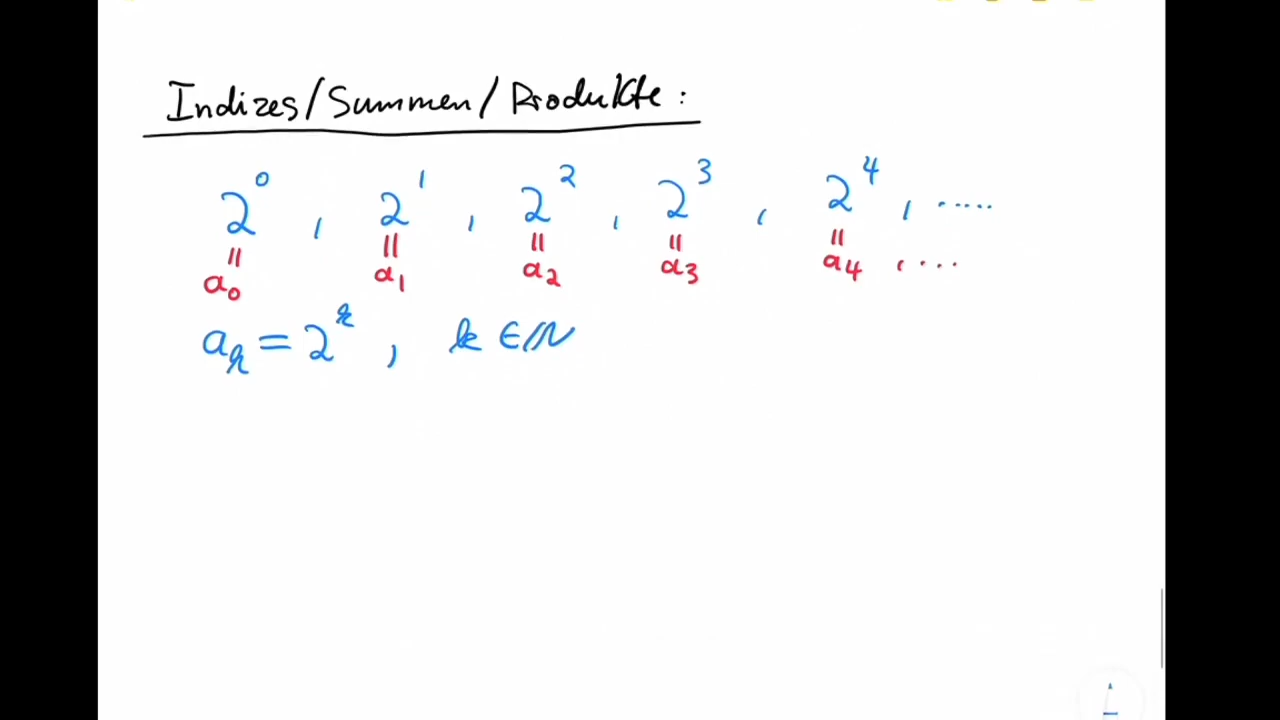 Indizes/Summen/Produkte:
2⁰, 2¹, 2², 2³, 2⁴, .....
= = = = =
a₀ a₁ a₂ a₃ a₄, ....
aₖ = 2ᵏ, k ∈ ℕ